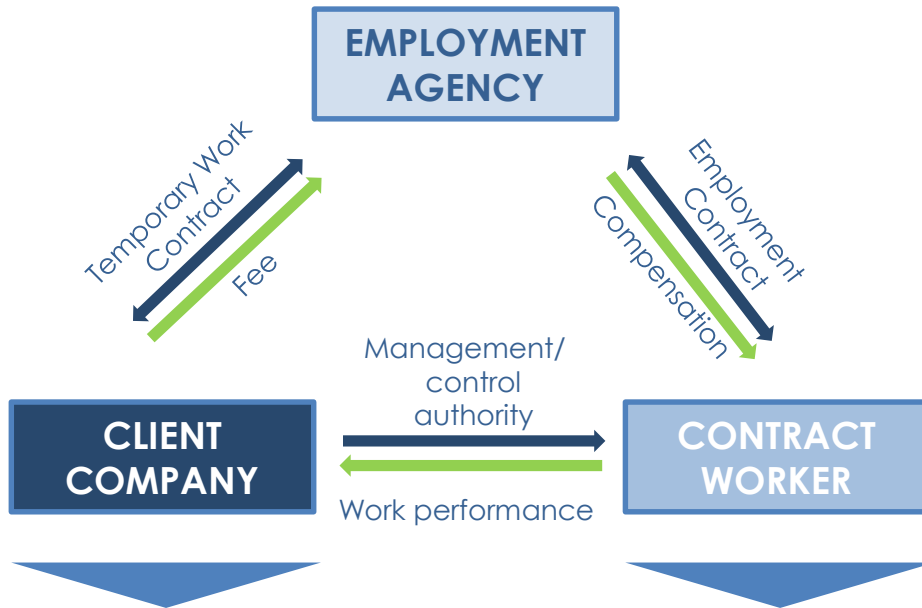 EMPLOYMENT
AGENCY
Temporary Work
Contract
Fee
Employment
Contract
Compensation
Management/
control
authority
CLIENT
COMPANY
CONTRACT
WORKER
Work performance